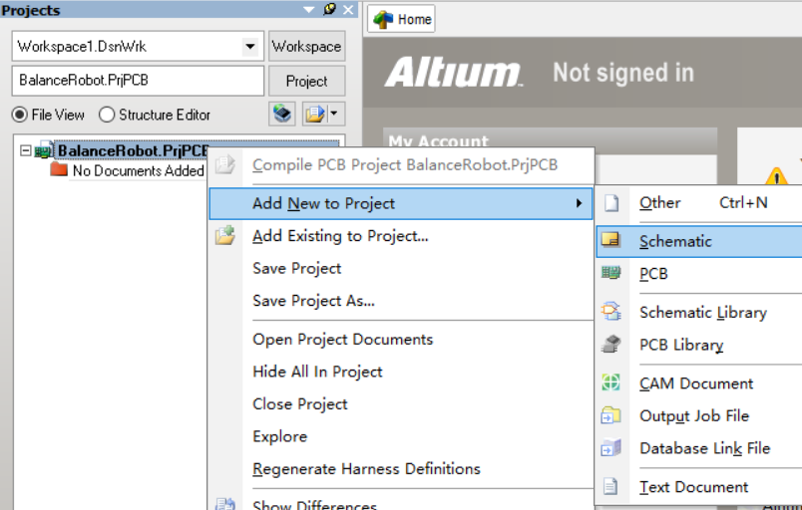 Projects
Home
Workspace1.DsnWrk
Workspace
BalanceRobot.PrjPCB
Project
Altium
Not signed in
File View
Structure Editor
My Account
BalanceRobot.PrjPCB
No Documents Added
Compile PCB Project BalanceRobot.PrjPCB
Add New to Project
Add Existing to Project...
Save Project
Save Project As...
Open Project Documents
Hide All In Project
Close Project
Explore
Regenerate Harness Definitions
Show Differences
Other Ctrl+N
Schematic
PCB
Schematic Library
PCB Library
CAM Document
Output Job File
Database Link File
Text Document